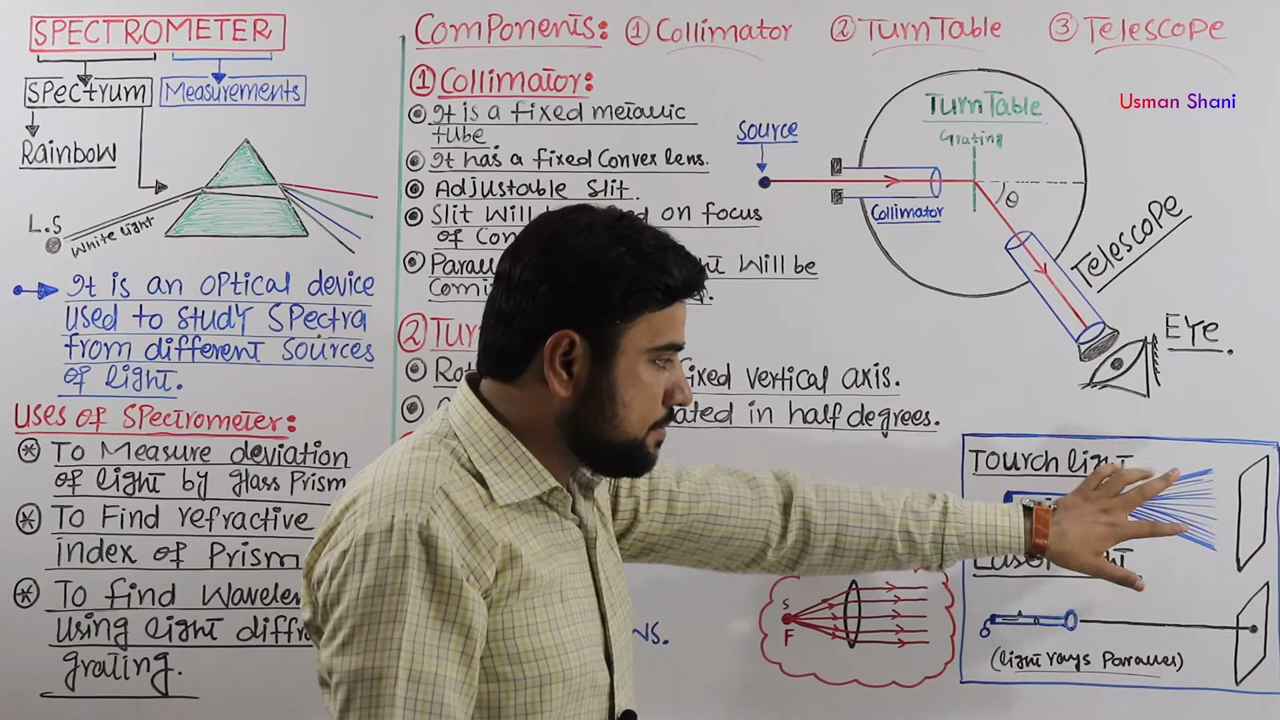 SPECTROMETER
Spectrum
Measurements
Rainbow
L.S
White light
It is an optical device
used to study spectra
from different sources
of light.
Uses of Spectrometer:
To Measure deviation
of light by glass Prism
To Find refractive
index of Prism
To find
using light
grating.
Components: ① Collimator ② TurnTable ③ Telescope
① Collimator:
It is a fixed metallic
tube
It has a fixed Convex lens.
Adjustable slit.
Slit Will on focus
of
Will be
②
fixed vertical axis.
in half degrees.
Source
Collimator
TurnTable
Grating
θ
Telescope
Eye
Usman Shani
S
F
Tourch light
(light rays Parallel)